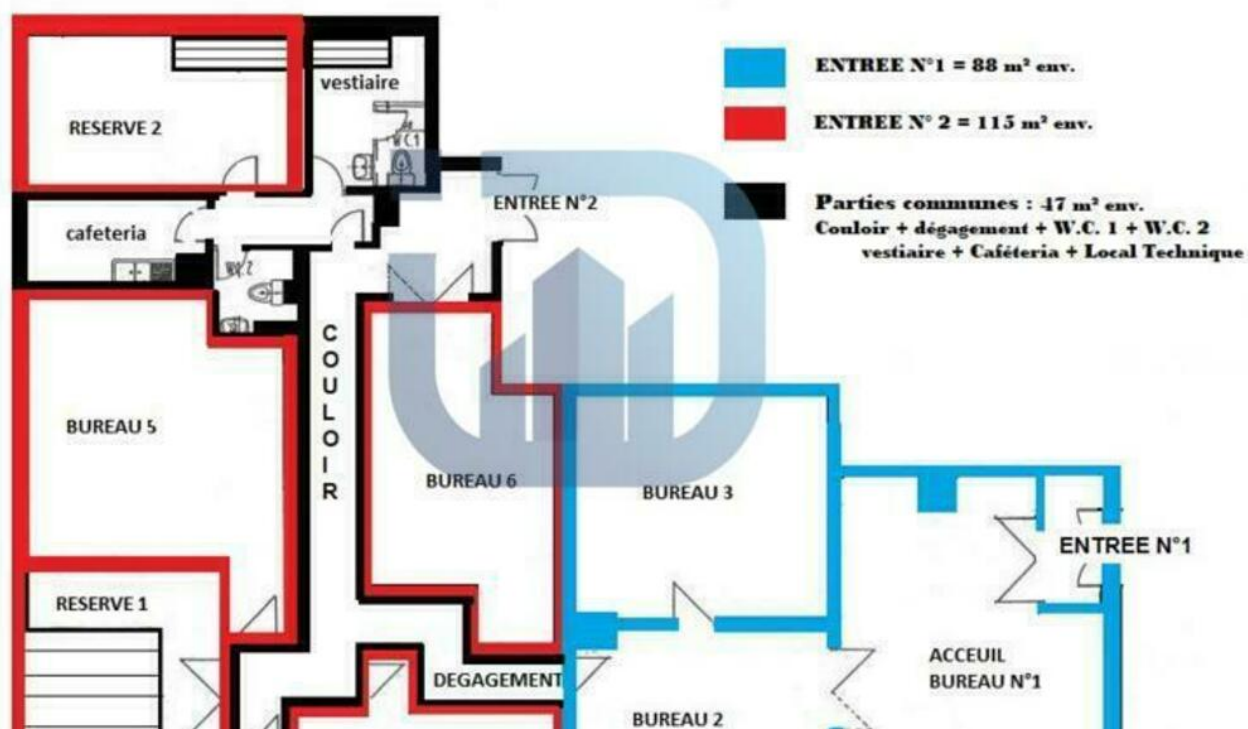 ENTREE N°1 = 88 m² env.
ENTREE N° 2 = 115 m² env.
Parties communes : 47 m² env.
Couloir + dégagement + W.C. 1 + W.C. 2
vestiaire + Caféteria + Local Technique
vestiaire
RESERVE 2
W.C.1
ENTREE N°2
cafeteria
W.C.2
COULOIR
BUREAU 5
BUREAU 6
BUREAU 3
ENTREE N°1
RESERVE 1
ACCEUIL
BUREAU N°1
DEGAGEMENT
BUREAU 2